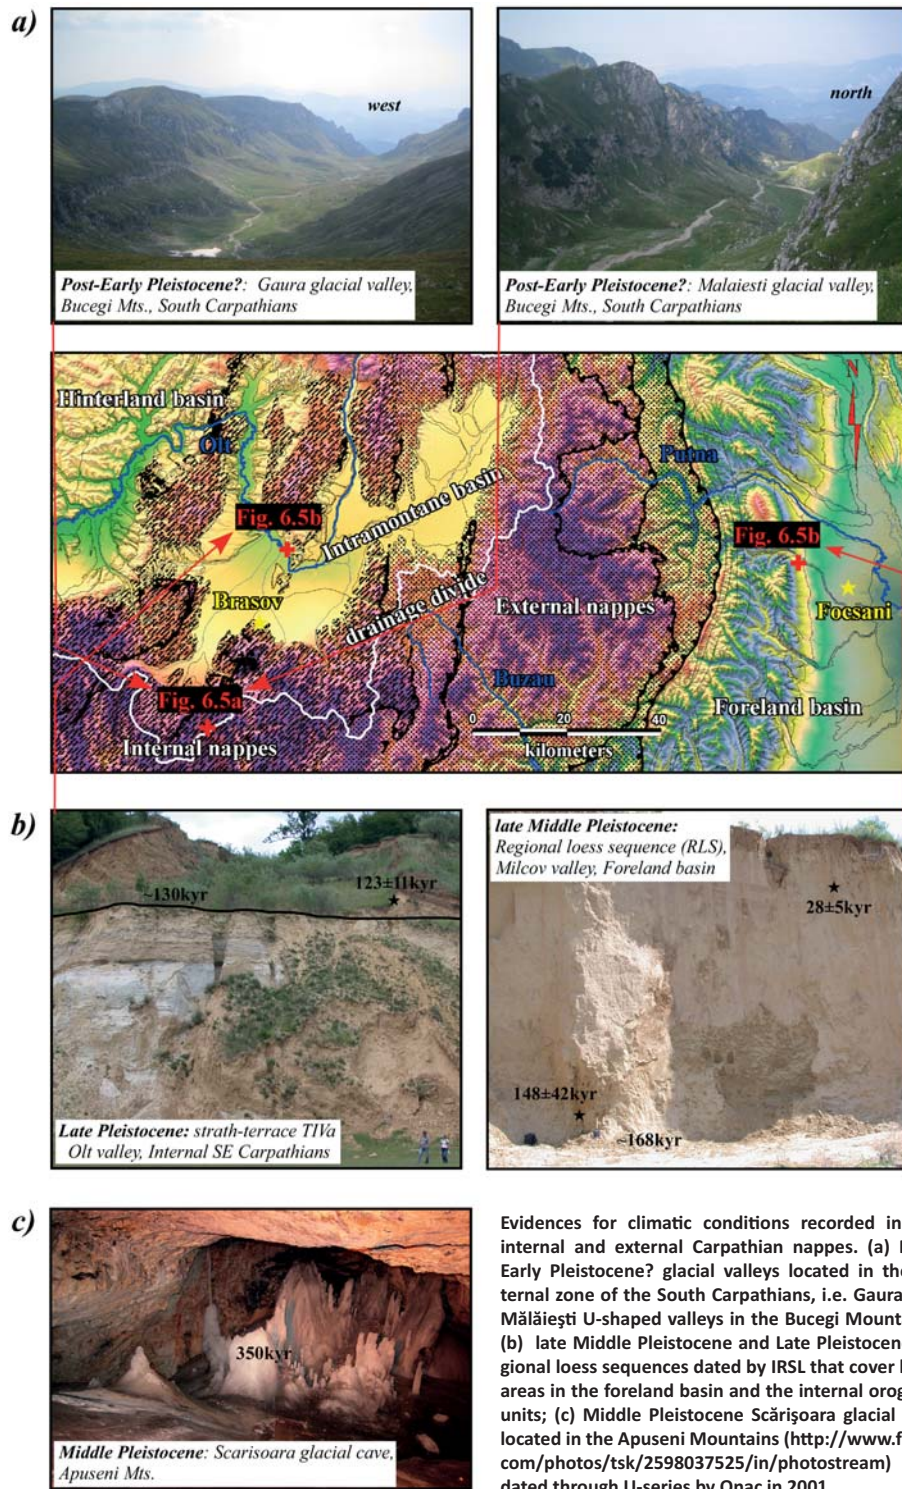 a)
west
Post-Early Pleistocene?: Gaura glacial valley,
Bucegi Mts., South Carpathians
north
Post-Early Pleistocene?: Malaiesti glacial valley,
Bucegi Mts., South Carpathians
Hinterland basin
Olt
Fig. 6.5b
Intramontane basin
Brasov
drainage divide
Fig. 6.5a
Internal nappes
Putna
External nappes
Buzau
0 20 40
kilometers
N
Fig. 6.5b
Focsani
Foreland basin
b)
~130kyr
123±11kyr
Late Pleistocene: strath-terrace TIVa
Olt valley, Internal SE Carpathians
late Middle Pleistocene:
Regional loess sequence (RLS),
Milcov valley, Foreland basin
28±5kyr
148±42kyr
~168kyr
c)
350kyr
Middle Pleistocene: Scarisoara glacial cave,
Apuseni Mts.
Evidences for climatic conditions recorded in
internal and external Carpathian nappes. (a)
Early Pleistocene? glacial valleys located in the
ternal zone of the South Carpathians, i.e. Gaura
Mălăieşti U-shaped valleys in the Bucegi Mount
(b) late Middle Pleistocene and Late Pleistocen
gional loess sequences dated by IRSL that cover
areas in the foreland basin and the internal orog
units; (c) Middle Pleistocene Scărişoara glacial
located in the Apuseni Mountains (http://www.f
com/photos/tsk/2598037525/in/photostream)
dated through U-series by Onac in 2001